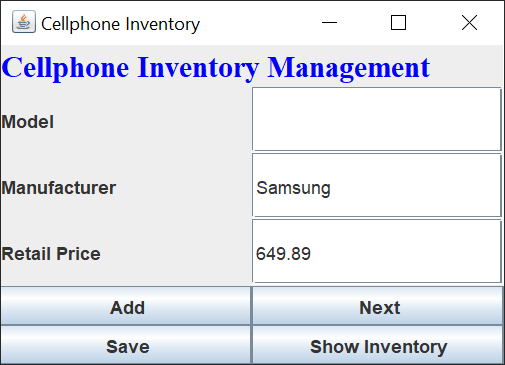 Cellphone Inventory
Cellphone Inventory Management
Model
Manufacturer Samsung
Retail Price 649.89
Add Next
Save Show Inventory